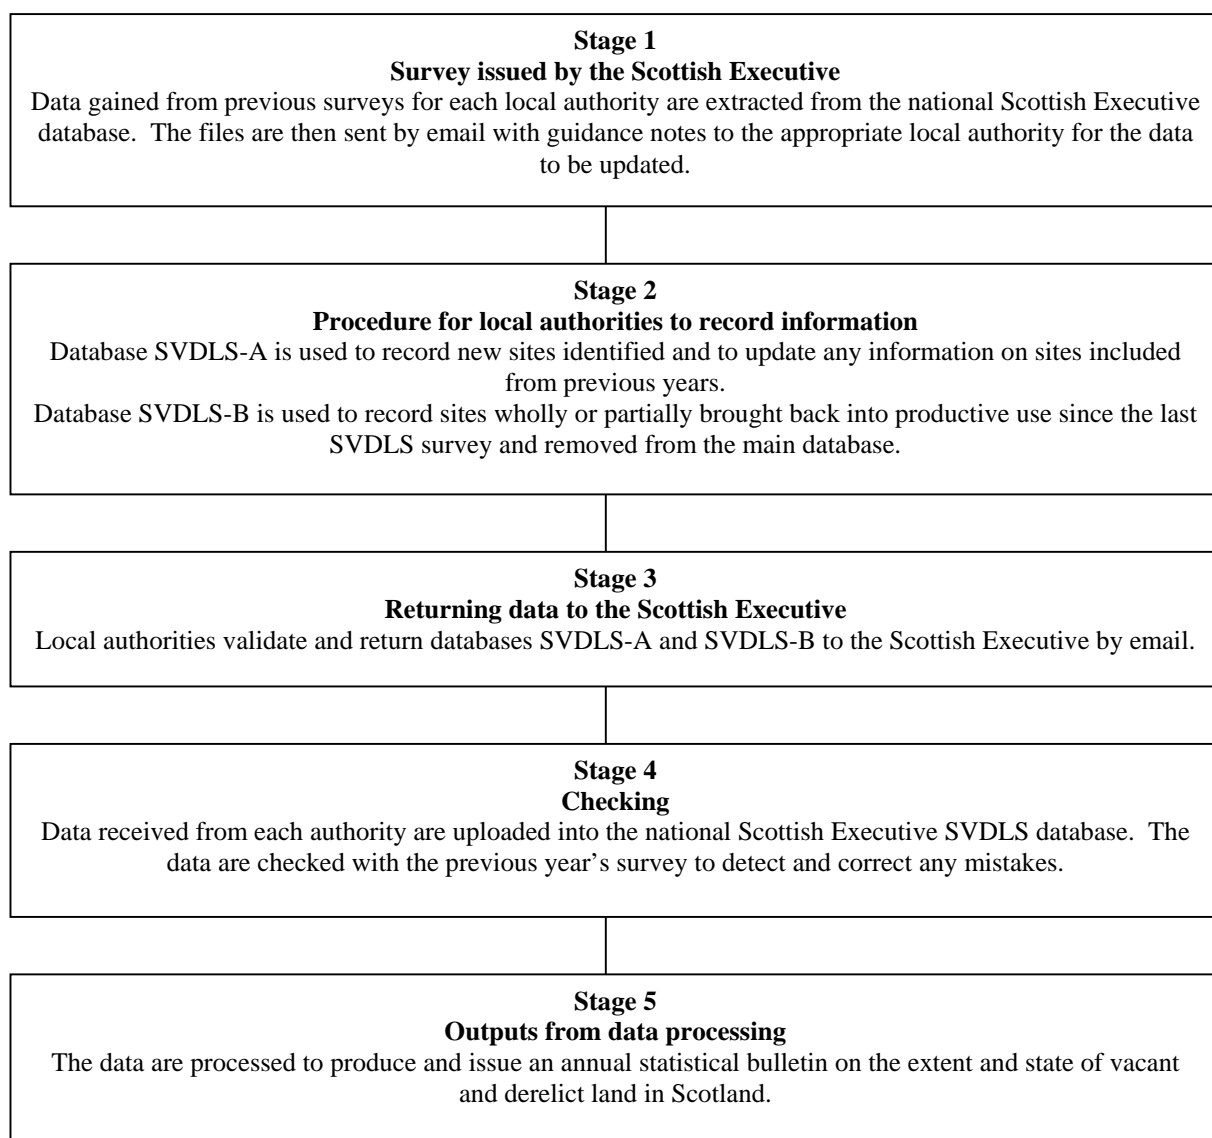 Stage 1
Survey issued by the Scottish Executive
Data gained from previous surveys for each local authority are extracted from the national Scottish Executive
database.  The files are then sent by email with guidance notes to the appropriate local authority for the data
to be updated.
Stage 2
Procedure for local authorities to record information
Database SVDLS-A is used to record new sites identified and to update any information on sites included
from previous years.
Database SVDLS-B is used to record sites wholly or partially brought back into productive use since the last
SVDLS survey and removed from the main database.
Stage 3
Returning data to the Scottish Executive
Local authorities validate and return databases SVDLS-A and SVDLS-B to the Scottish Executive by email.
Stage 4
Checking
Data received from each authority are uploaded into the national Scottish Executive SVDLS database.  The
data are checked with the previous year’s survey to detect and correct any mistakes.
Stage 5
Outputs from data processing
The data are processed to produce and issue an annual statistical bulletin on the extent and state of vacant
and derelict land in Scotland.